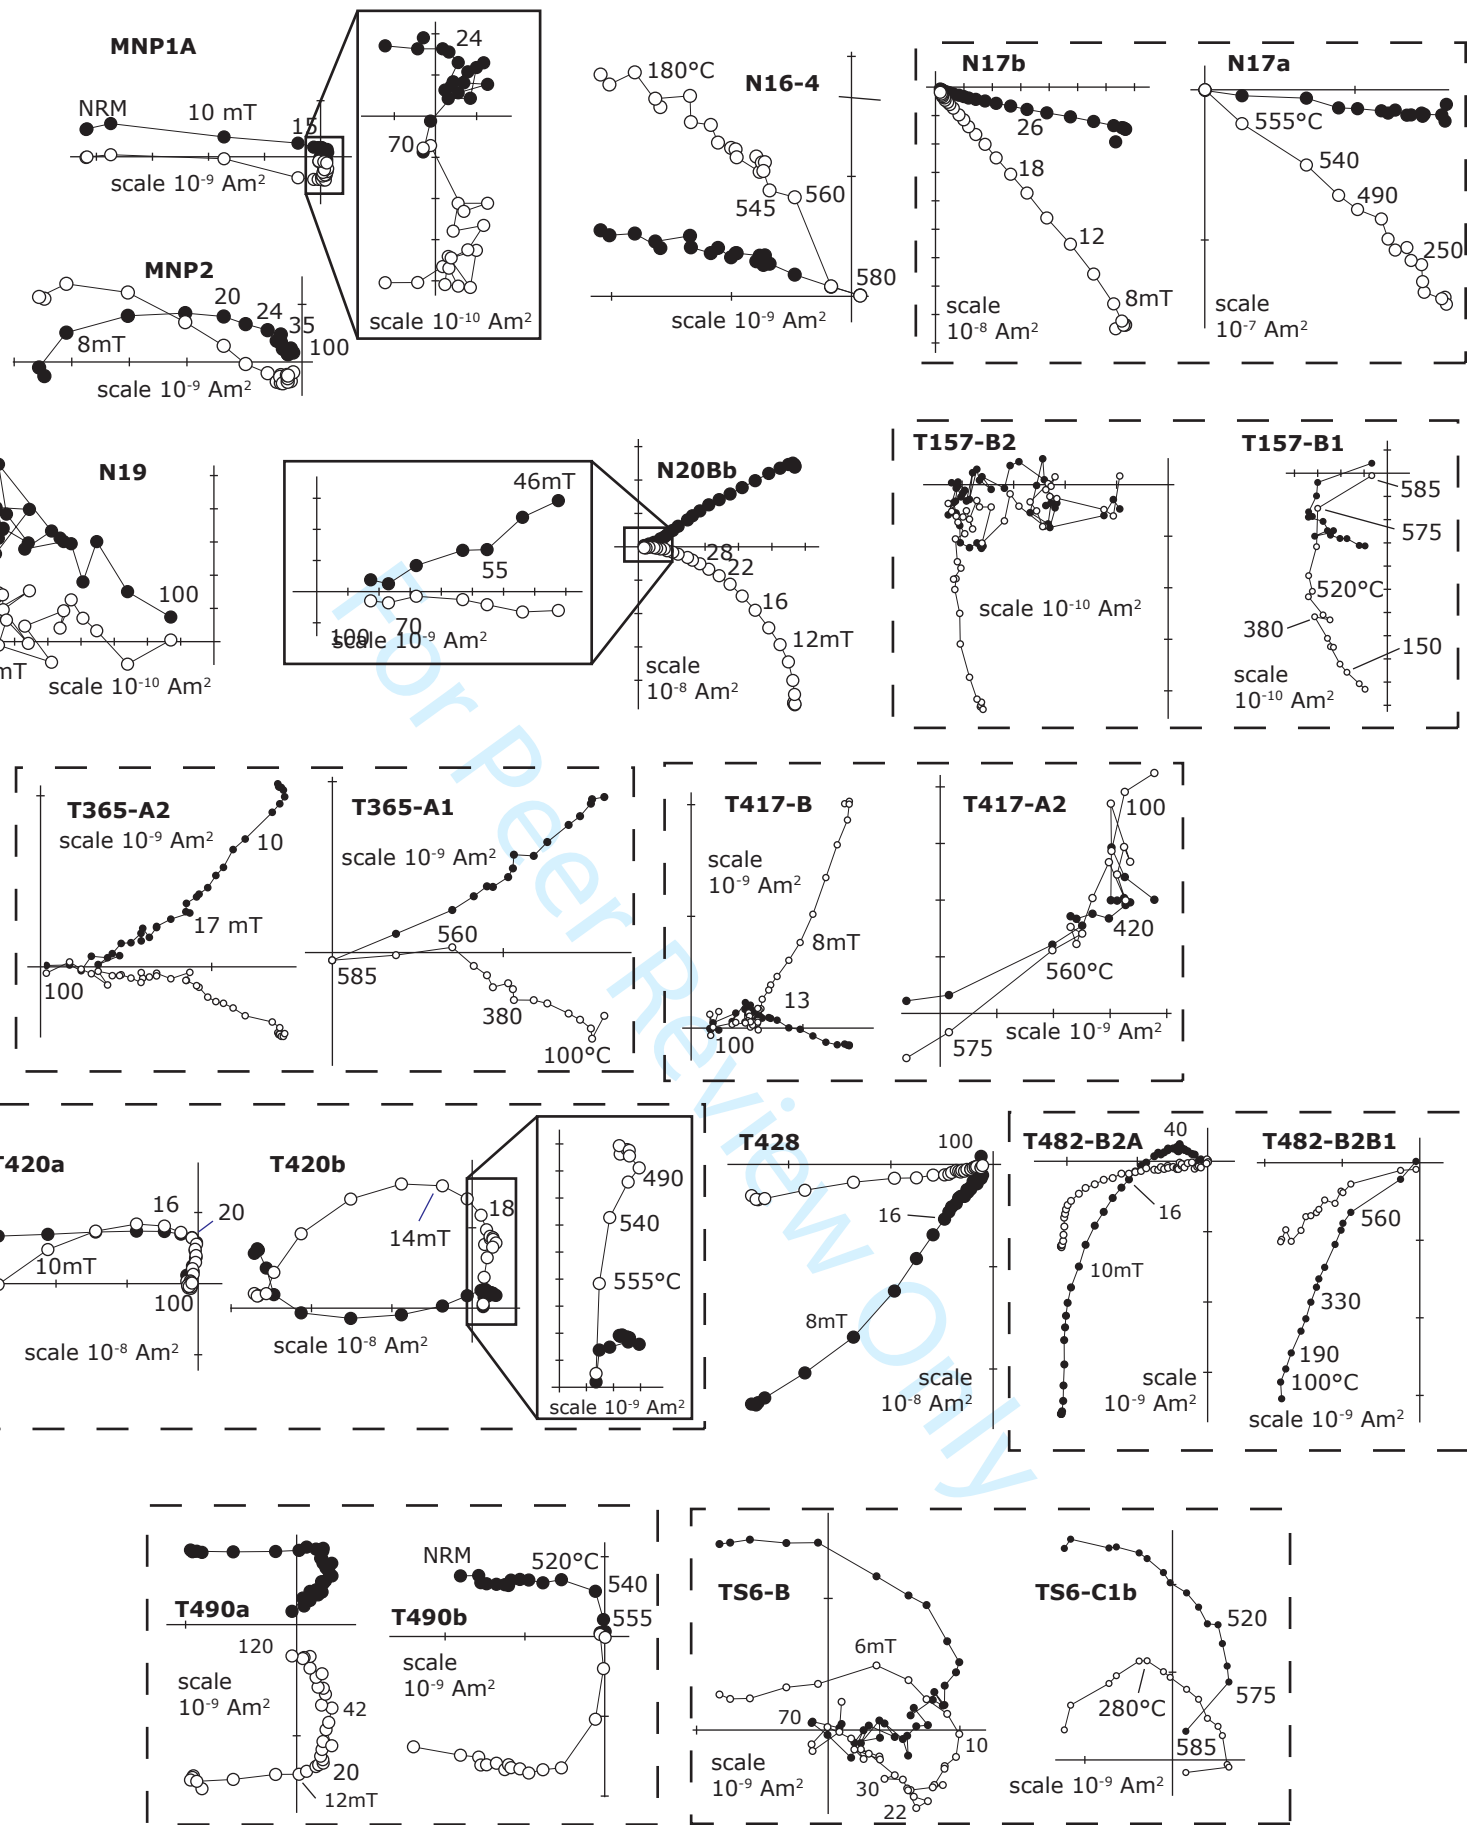 MNP1A
NRM
10 mT
15
scale 10⁻⁹ Am²
24
70
scale 10⁻¹⁰ Am²
180°C
N16-4
545
560
580
scale 10⁻⁹ Am²
N17b
26
18
12
8mT
scale
10⁻⁸ Am²
N17a
555°C
540
490
250
scale
10⁻⁷ Am²
MNP2
20
24
35
8mT
100
scale 10⁻⁹ Am²
N19
100
mT
scale 10⁻¹⁰ Am²
46mT
55
70
100
scale 10⁻⁹ Am²
N20Bb
28
22
16
12mT
scale
10⁻⁸ Am²
T157-B2
scale 10⁻¹⁰ Am²
T157-B1
585
575
520°C
380
150
scale
10⁻¹⁰ Am²
T365-A2
scale 10⁻⁹ Am²
10
17 mT
100
T365-A1
scale 10⁻⁹ Am²
560
585
380
100°C
T417-B
scale
10⁻⁹ Am²
8mT
13
100
T417-A2
100
420
560°C
scale 10⁻⁹ Am²
575
T420a
16
20
10mT
100
scale 10⁻⁸ Am²
T420b
14mT
18
scale 10⁻⁸ Am²
490
540
555°C
scale 10⁻⁹ Am²
T428
100
16
8mT
scale
10⁻⁸ Am²
T482-B2A
40
16
10mT
scale
10⁻⁹ Am²
T482-B2B1
560
330
190
100°C
scale 10⁻⁹ Am²
T490a
120
scale
10⁻⁹ Am²
42
20
12mT
NRM
520°C
540
T490b
555
scale
10⁻⁹ Am²
TS6-B
6mT
70
10
scale
10⁻⁹ Am²
30
22
TS6-C1b
520
280°C
575
585
scale 10⁻⁹ Am²
For Peer Review Only